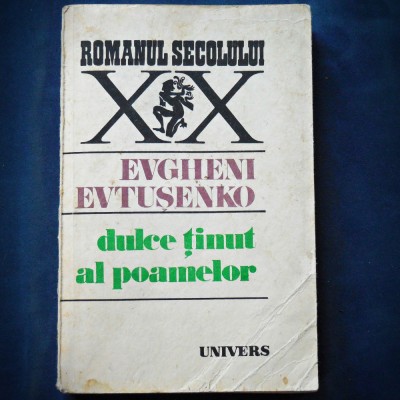 ROMANUL SECOLULUI
XX
EVGHENI
EVTUȘENKO
dulce ținut
al poamelor
UNIVERS